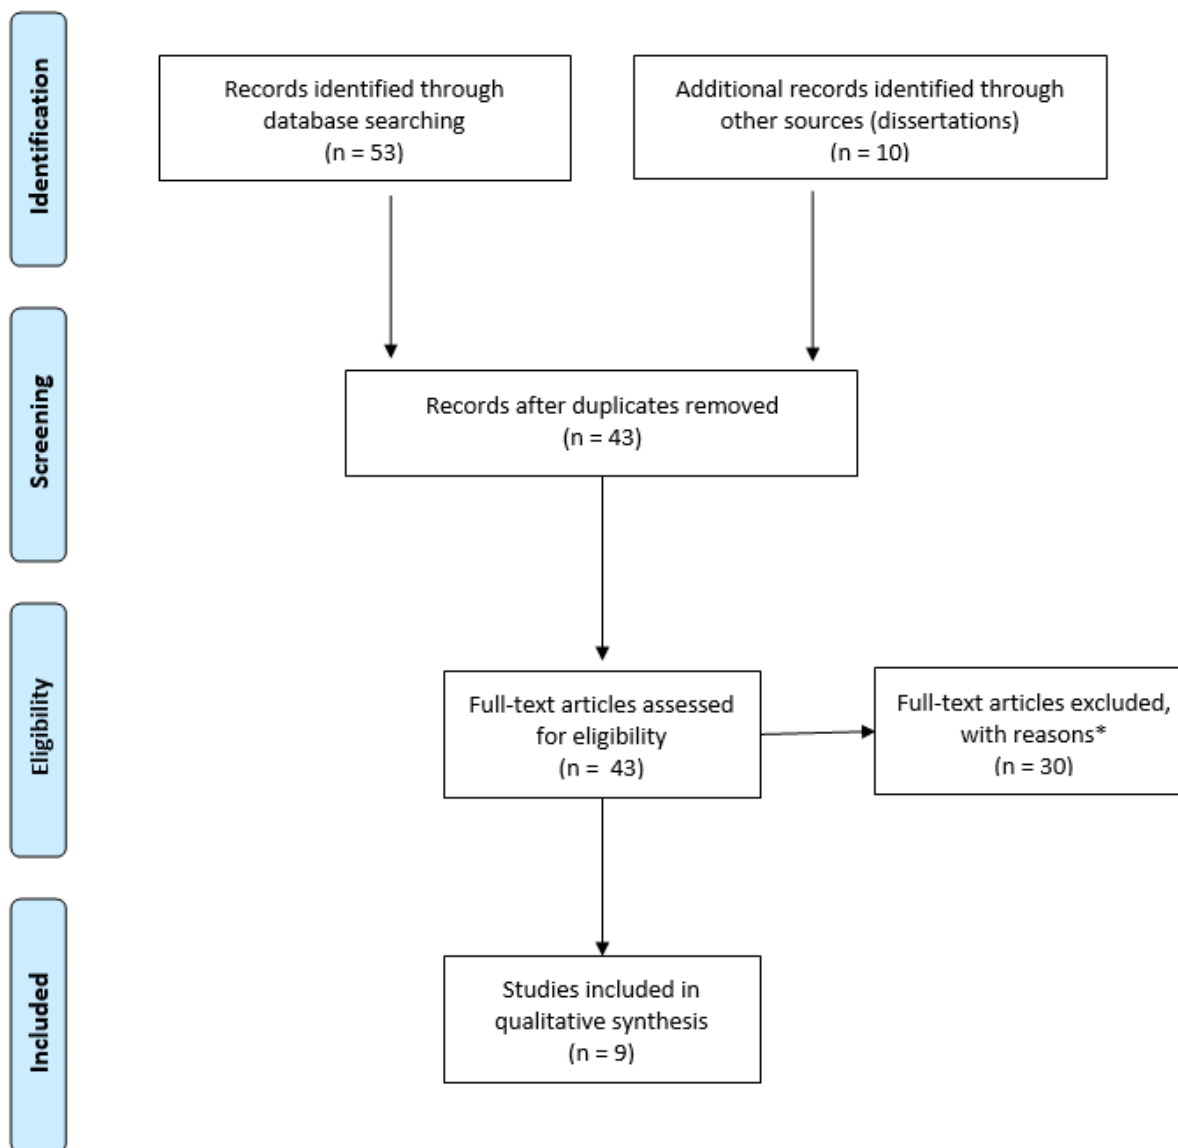 Identification
Records identified through
database searching
(n = 53)
Additional records identified through
other sources (dissertations)
(n = 10)
Screening
Records after duplicates removed
(n = 43)
Eligibility
Full-text articles assessed
for eligibility
(n =  43)
Full-text articles excluded,
with reasons*
(n = 30)
Included
Studies included in
qualitative synthesis
(n = 9)